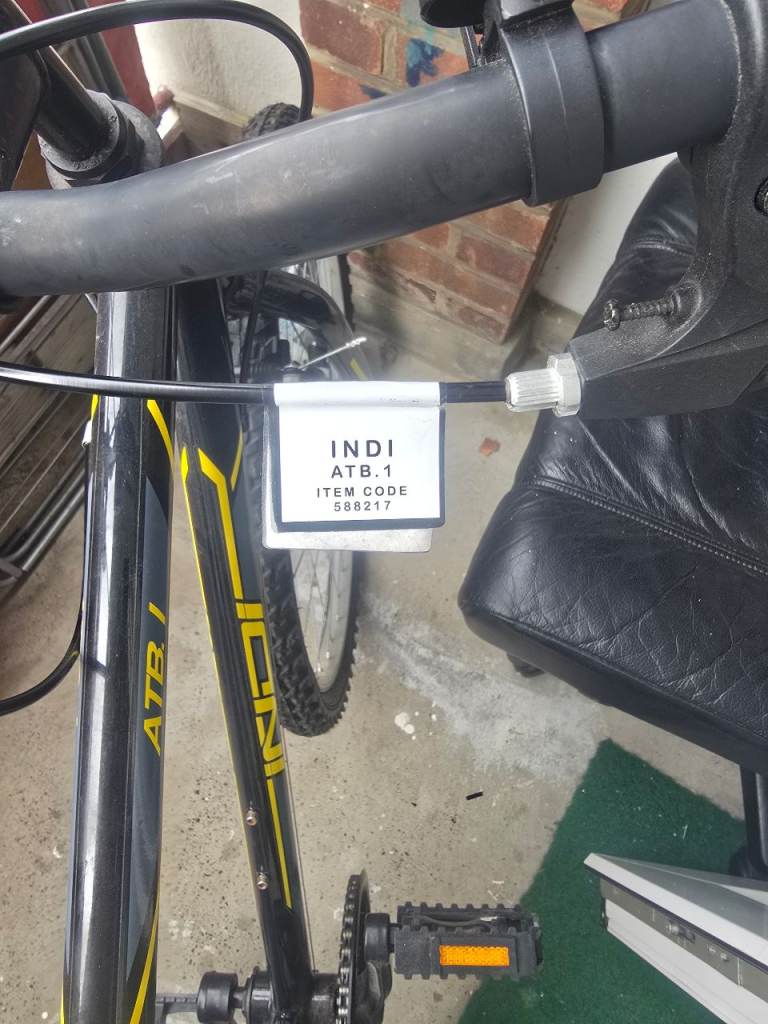 INDI
ATB.1
ITEM CODE
588217
ATB. 1
INDI